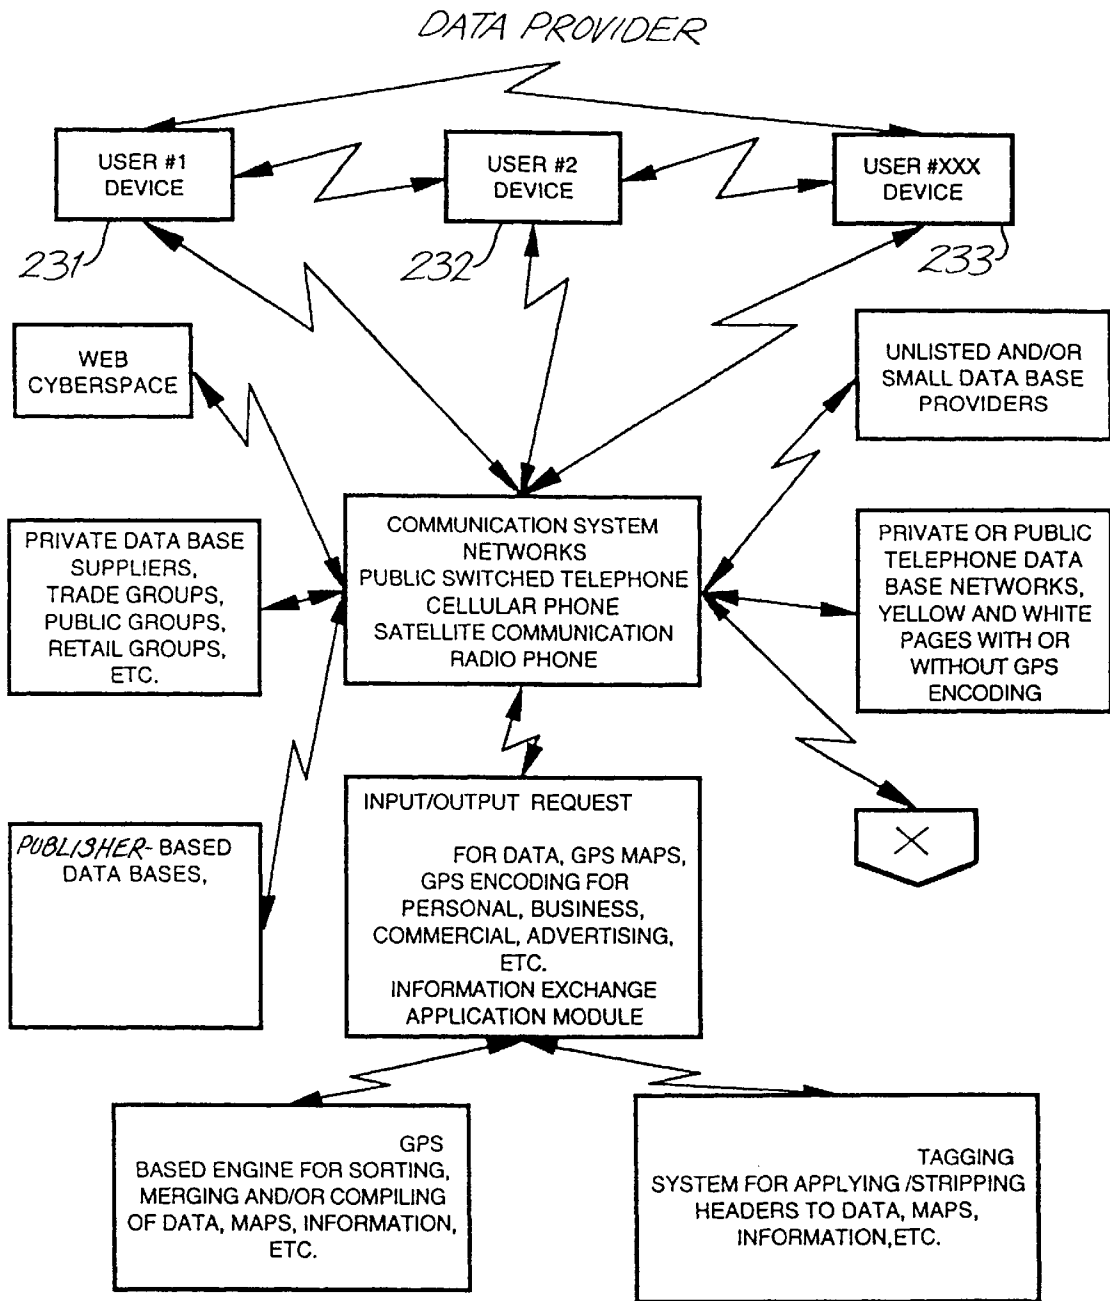 DATA PROVIDER
USER #1
DEVICE
USER #2
DEVICE
USER #XXX
DEVICE
231
232
233
WEB
CYBERSPACE
UNLISTED AND/OR
SMALL DATA BASE
PROVIDERS
PRIVATE DATA BASE
SUPPLIERS,
TRADE GROUPS,
PUBLIC GROUPS,
RETAIL GROUPS,
ETC.
COMMUNICATION SYSTEM
NETWORKS
PUBLIC SWITCHED TELEPHONE
CELLULAR PHONE
SATELLITE COMMUNICATION
RADIO PHONE
PRIVATE OR PUBLIC
TELEPHONE DATA
BASE NETWORKS,
YELLOW AND WHITE
PAGES WITH OR
WITHOUT GPS
ENCODING
PUBLISHER-BASED
DATA BASES,
INPUT/OUTPUT REQUEST
FOR DATA, GPS MAPS,
GPS ENCODING FOR
PERSONAL, BUSINESS,
COMMERCIAL, ADVERTISING,
ETC.
INFORMATION EXCHANGE
APPLICATION MODULE
X
GPS
BASED ENGINE FOR SORTING,
MERGING AND/OR COMPILING
OF DATA, MAPS, INFORMATION,
ETC.
TAGGING
SYSTEM FOR APPLYING /STRIPPING
HEADERS TO DATA, MAPS,
INFORMATION,ETC.